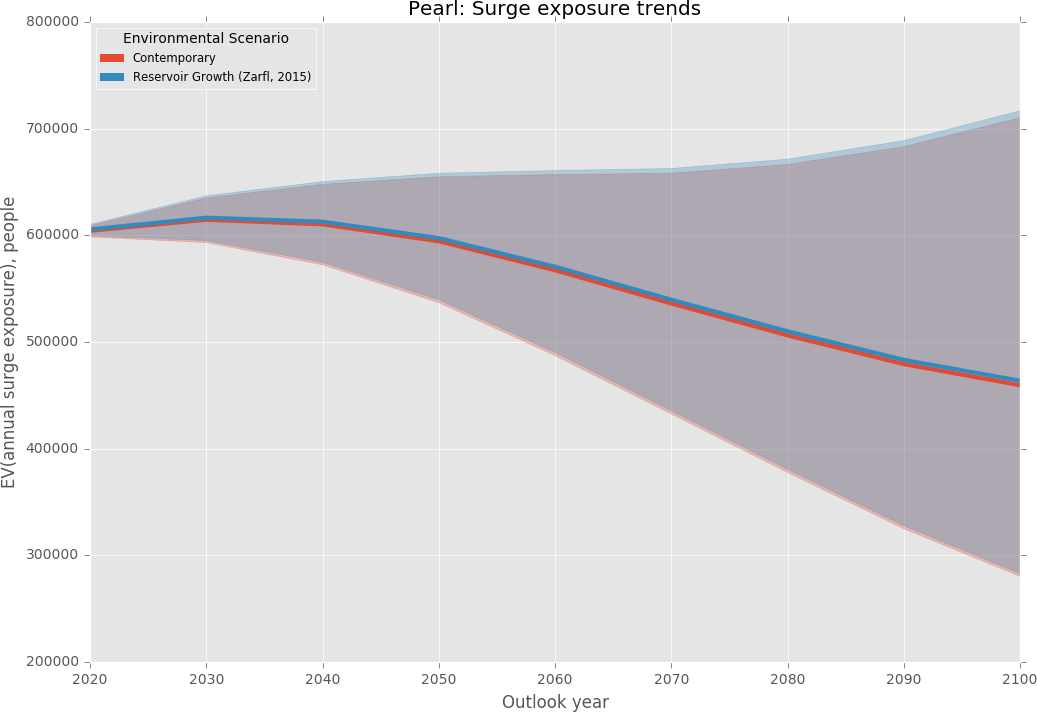 Pearl: Surge exposure trends
800000
700000
600000
500000
400000
300000
200000
EV(annual surge exposure), people
Environmental Scenario
Contemporary
Reservoir Growth (Zarfl, 2015)
2020 2030 2040 2050 2060 2070 2080 2090 2100
Outlook year